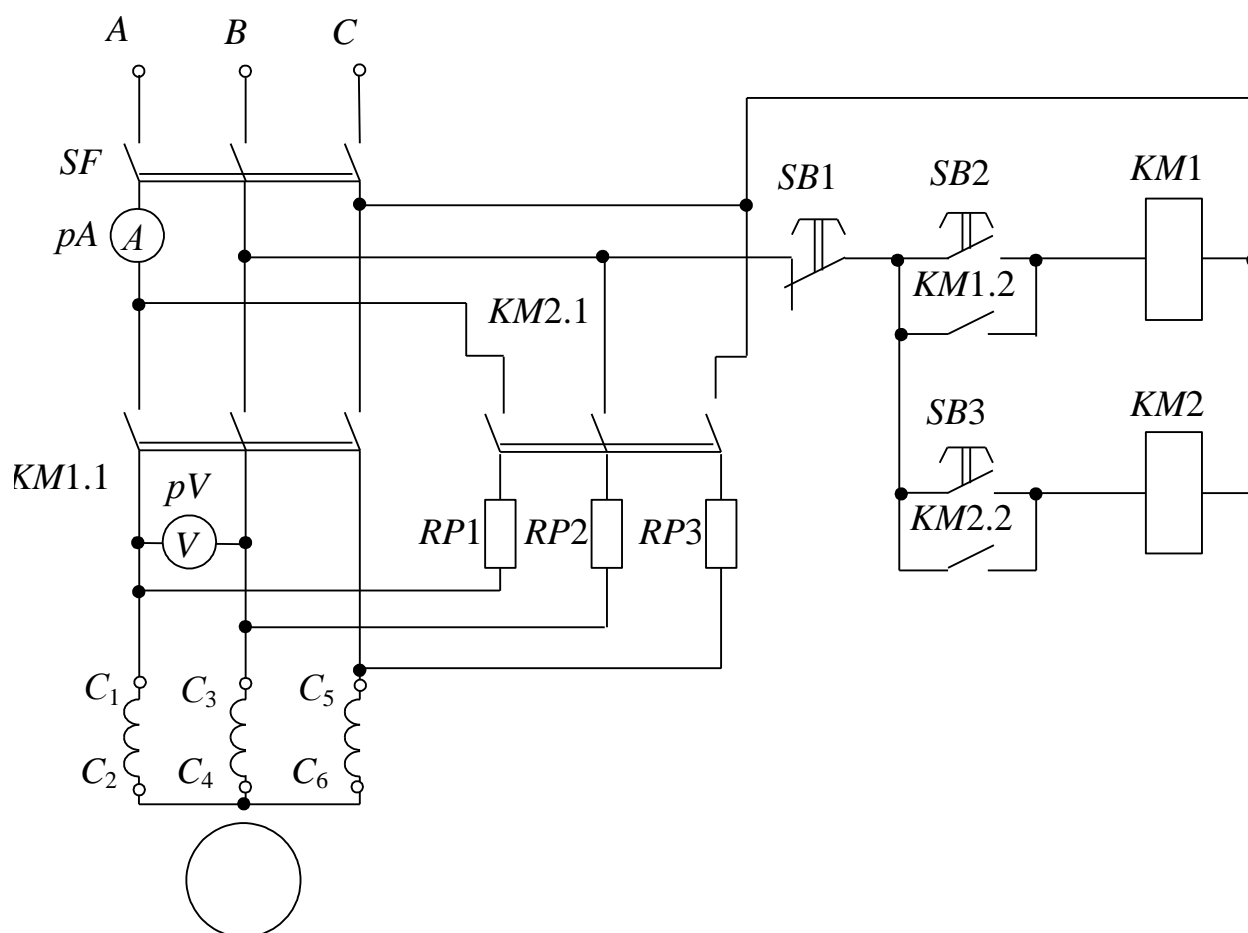 A B C
SF
SB1
SB2
KM1
pA A
KM1.2
KM2.1
SB3
KM2
KM1.1
pV
V
RP1 RP2 RP3
KM2.2
C1 C3 C5
C2 C4 C6